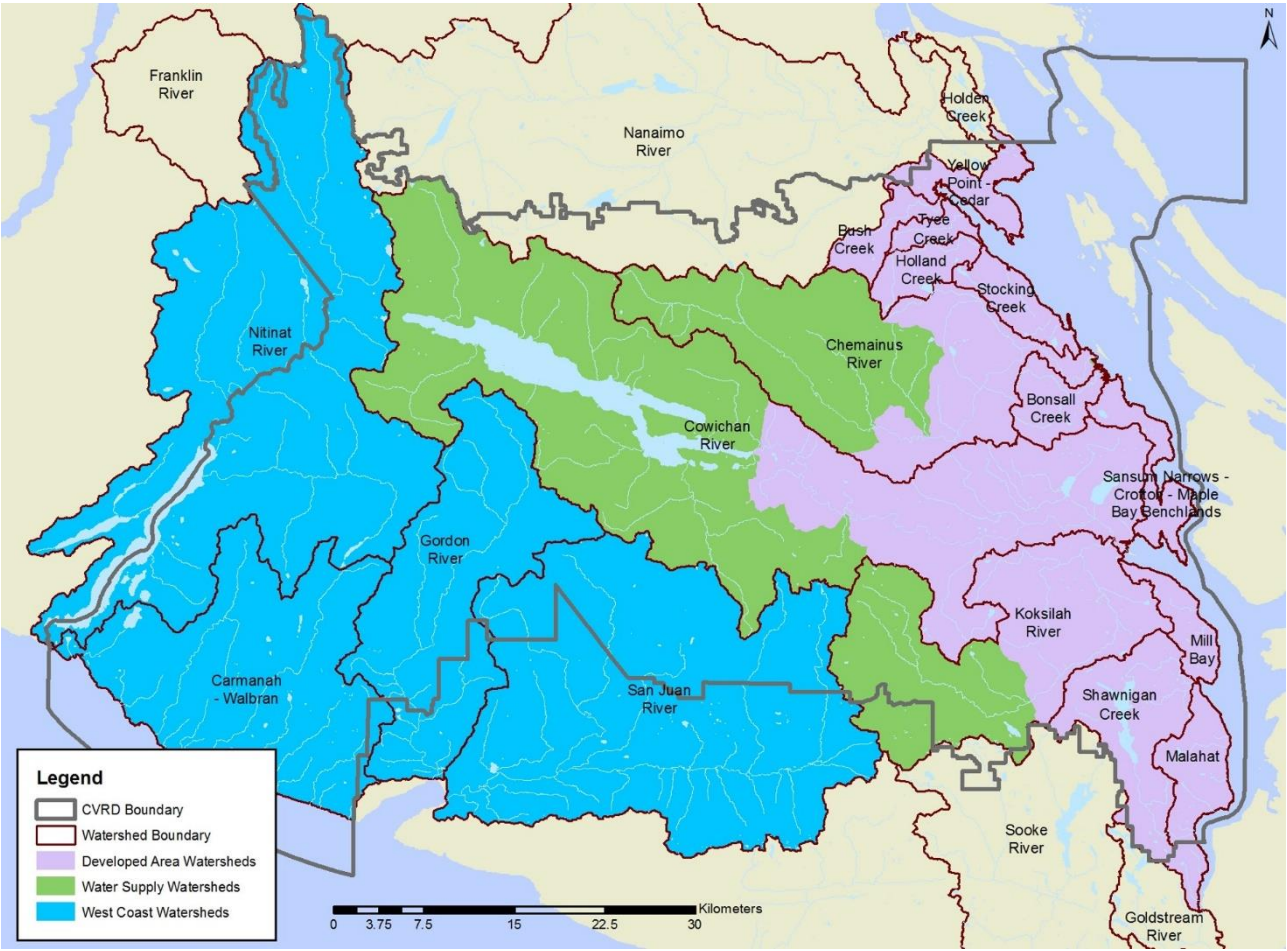 N
Franklin
River
Holden
Creek
Nanaimo
River
Yellow
Point -
Cedar
Bush
Creek
Tyee
Creek
Holland
Creek
Stocking
Creek
Nitinat
River
Chemainus
River
Bonsall
Creek
Cowichan
River
Sansum Narrows -
Crofton - Maple
Bay Benchlands
Gordon
River
Koksilah
River
Mill
Bay
Carmanah
- Walbran
San Juan
River
Shawnigan
Creek
Malahat
Sooke
River
Goldstream
River
Legend
CVRD Boundary
Watershed Boundary
Developed Area Watersheds
Water Supply Watersheds
West Coast Watersheds
Kilometers
0 3.75 7.5 15 22.5 30